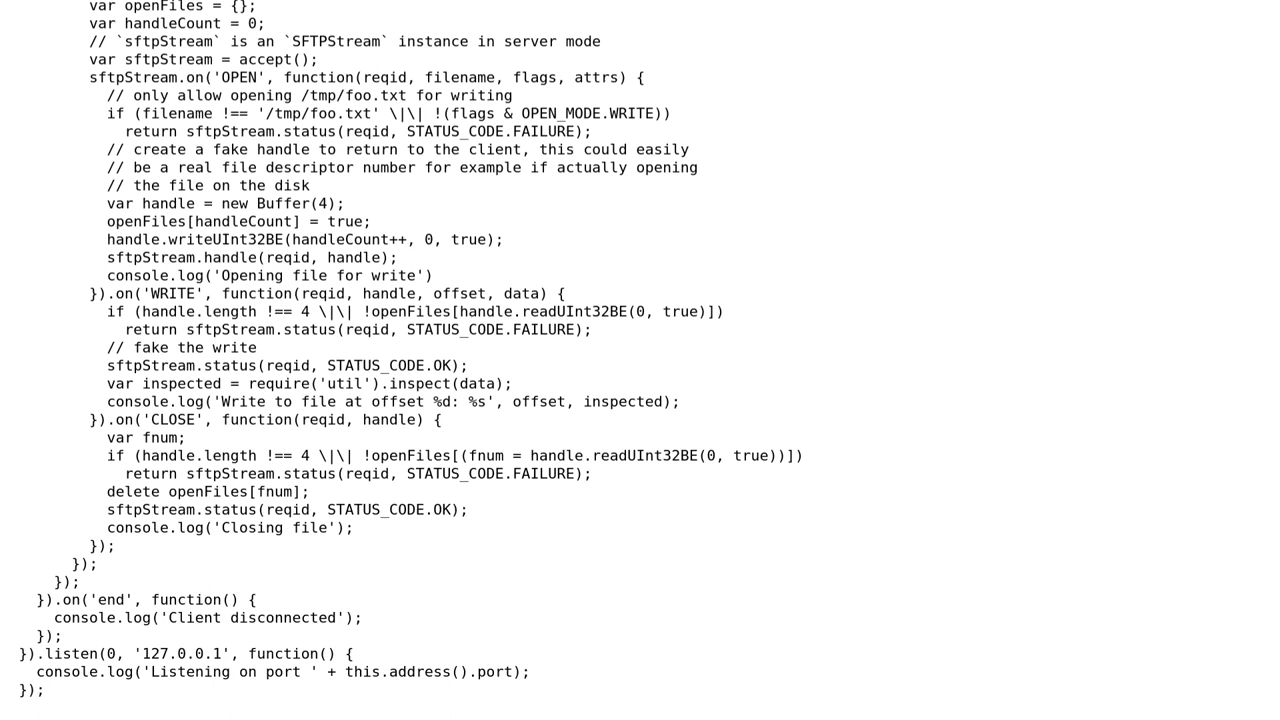 var openFiles = {};
        var handleCount = 0;
        // `sftpStream` is an `SFTPStream` instance in server mode
        var sftpStream = accept();
        sftpStream.on('OPEN', function(reqid, filename, flags, attrs) {
          // only allow opening /tmp/foo.txt for writing
          if (filename !== '/tmp/foo.txt' \|\| !(flags & OPEN_MODE.WRITE))
            return sftpStream.status(reqid, STATUS_CODE.FAILURE);
          // create a fake handle to return to the client, this could easily
          // be a real file descriptor number for example if actually opening
          // the file on the disk
          var handle = new Buffer(4);
          openFiles[handleCount] = true;
          handle.writeUInt32BE(handleCount++, 0, true);
          sftpStream.handle(reqid, handle);
          console.log('Opening file for write')
        }).on('WRITE', function(reqid, handle, offset, data) {
          if (handle.length !== 4 \|\| !openFiles[handle.readUInt32BE(0, true)])
            return sftpStream.status(reqid, STATUS_CODE.FAILURE);
          // fake the write
          sftpStream.status(reqid, STATUS_CODE.OK);
          var inspected = require('util').inspect(data);
          console.log('Write to file at offset %d: %s', offset, inspected);
        }).on('CLOSE', function(reqid, handle) {
          var fnum;
          if (handle.length !== 4 \|\| !openFiles[(fnum = handle.readUInt32BE(0, true))])
            return sftpStream.status(reqid, STATUS_CODE.FAILURE);
          delete openFiles[fnum];
          sftpStream.status(reqid, STATUS_CODE.OK);
          console.log('Closing file');
        });
      });
    });
  }).on('end', function() {
    console.log('Client disconnected');
  });
}).listen(0, '127.0.0.1', function() {
  console.log('Listening on port ' + this.address().port);
});